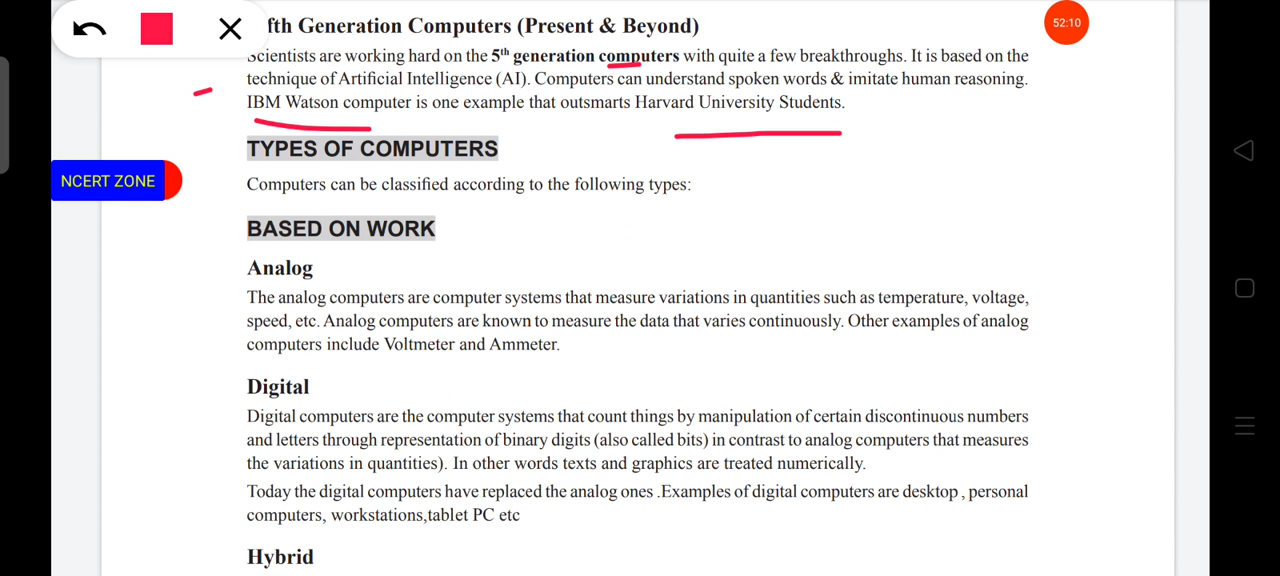 fth Generation Computers (Present & Beyond)
52:10
Scientists are working hard on the 5th generation computers with quite a few breakthroughs. It is based on the
technique of Artificial Intelligence (AI). Computers can understand spoken words & imitate human reasoning.
IBM Watson computer is one example that outsmarts Harvard University Students.
TYPES OF COMPUTERS
NCERT ZONE
Computers can be classified according to the following types:
BASED ON WORK
Analog
The analog computers are computer systems that measure variations in quantities such as temperature, voltage,
speed, etc. Analog computers are known to measure the data that varies continuously. Other examples of analog
computers include Voltmeter and Ammeter.
Digital
Digital computers are the computer systems that count things by manipulation of certain discontinuous numbers
and letters through representation of binary digits (also called bits) in contrast to analog computers that measures
the variations in quantities). In other words texts and graphics are treated numerically.
Today the digital computers have replaced the analog ones .Examples of digital computers are desktop , personal
computers, workstations,tablet PC etc
Hybrid